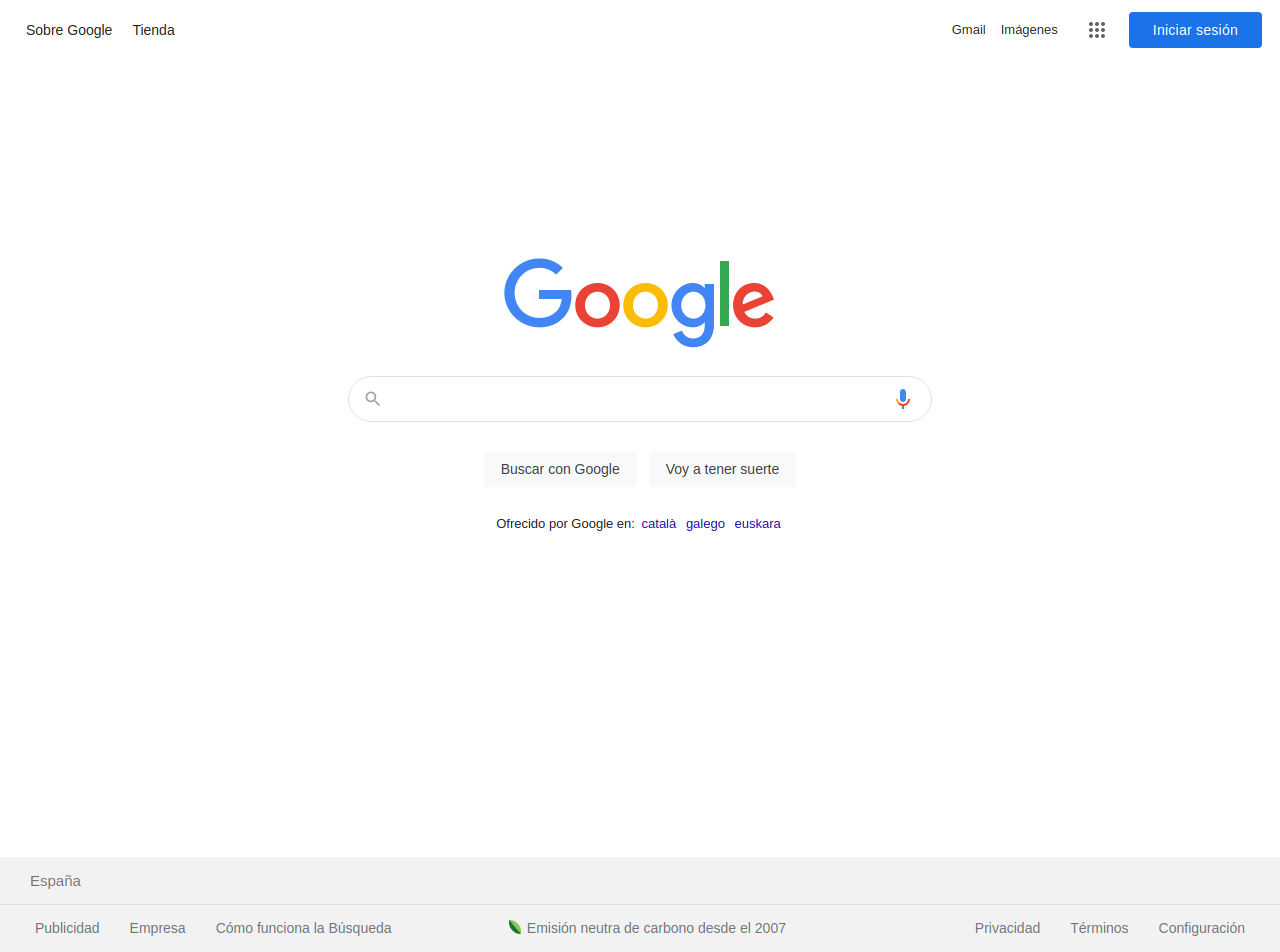 Sobre Google Tienda Gmail Imágenes Iniciar sesión
Google
Buscar con Google Voy a tener suerte
Ofrecido por Google en: català galego euskara
España
Publicidad Empresa Cómo funciona la Búsqueda Emisión neutra de carbono desde el 2007 Privacidad Términos Configuración